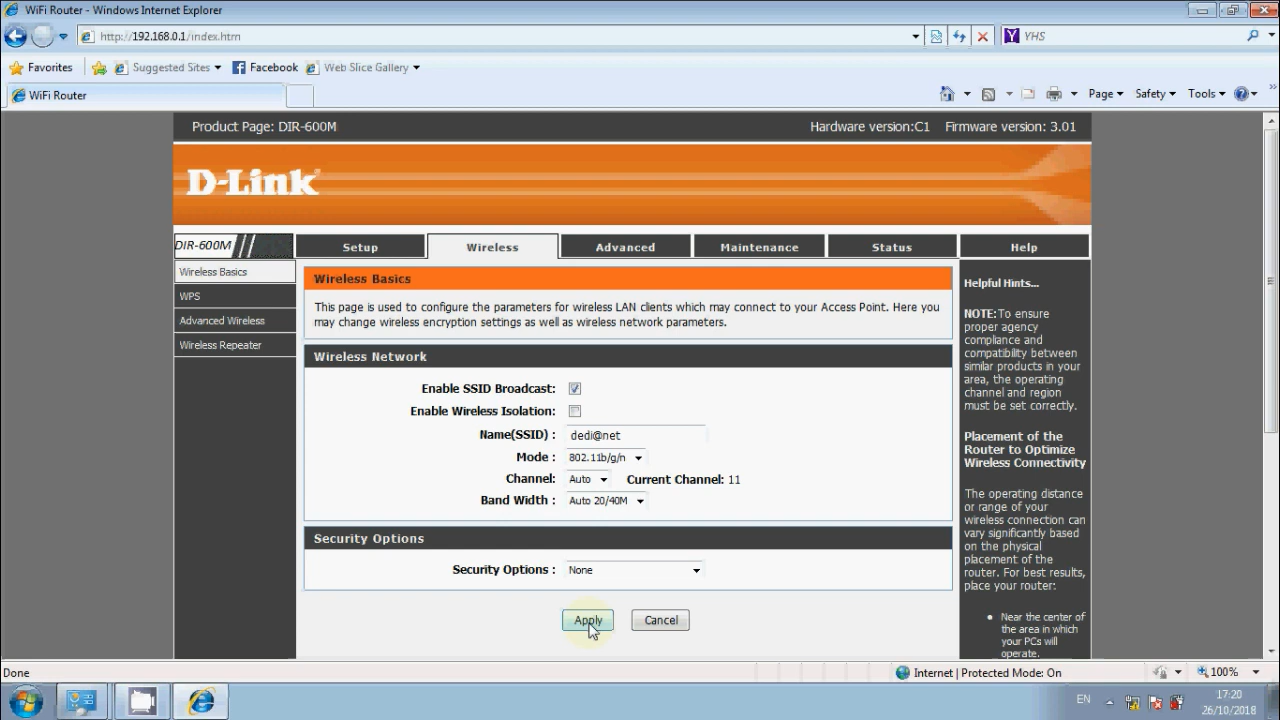 WiFi Router - Windows Internet Explorer
http://192.168.0.1/index.htm
YHS
Favorites
Suggested Sites
Facebook
Web Slice Gallery
WiFi Router
Page
Safety
Tools
Product Page: DIR-600M
Hardware version:C1 Firmware version: 3.01
D-Link
DIR-600M
Setup
Wireless
Advanced
Maintenance
Status
Help
Wireless Basics
WPS
Advanced Wireless
Wireless Repeater
Wireless Basics
This page is used to configure the parameters for wireless LAN clients which may connect to your Access Point. Here you
may change wireless encryption settings as well as wireless network parameters.
Wireless Network
Enable SSID Broadcast:
Enable Wireless Isolation:
Name(SSID) : dedi@net
Mode : 802.11b/g/n
Channel: Auto Current Channel: 11
Band Width : Auto 20/40M
Security Options
Security Options : None
Apply
Cancel
Helpful Hints...
NOTE: To ensure
proper agency
compliance and
compatibility between
similar products in your
area, the operating
channel and region
must be set correctly.
Placement of the
Router to Optimize
Wireless Connectivity
The operating distance
or range of your
wireless connection can
vary significantly based
on the physical
placement of the
router. For best results,
place your router:
Near the center of
the area in which
your PCs will
operate.
Done
Internet | Protected Mode: On
100%
EN
17:20
26/10/2018